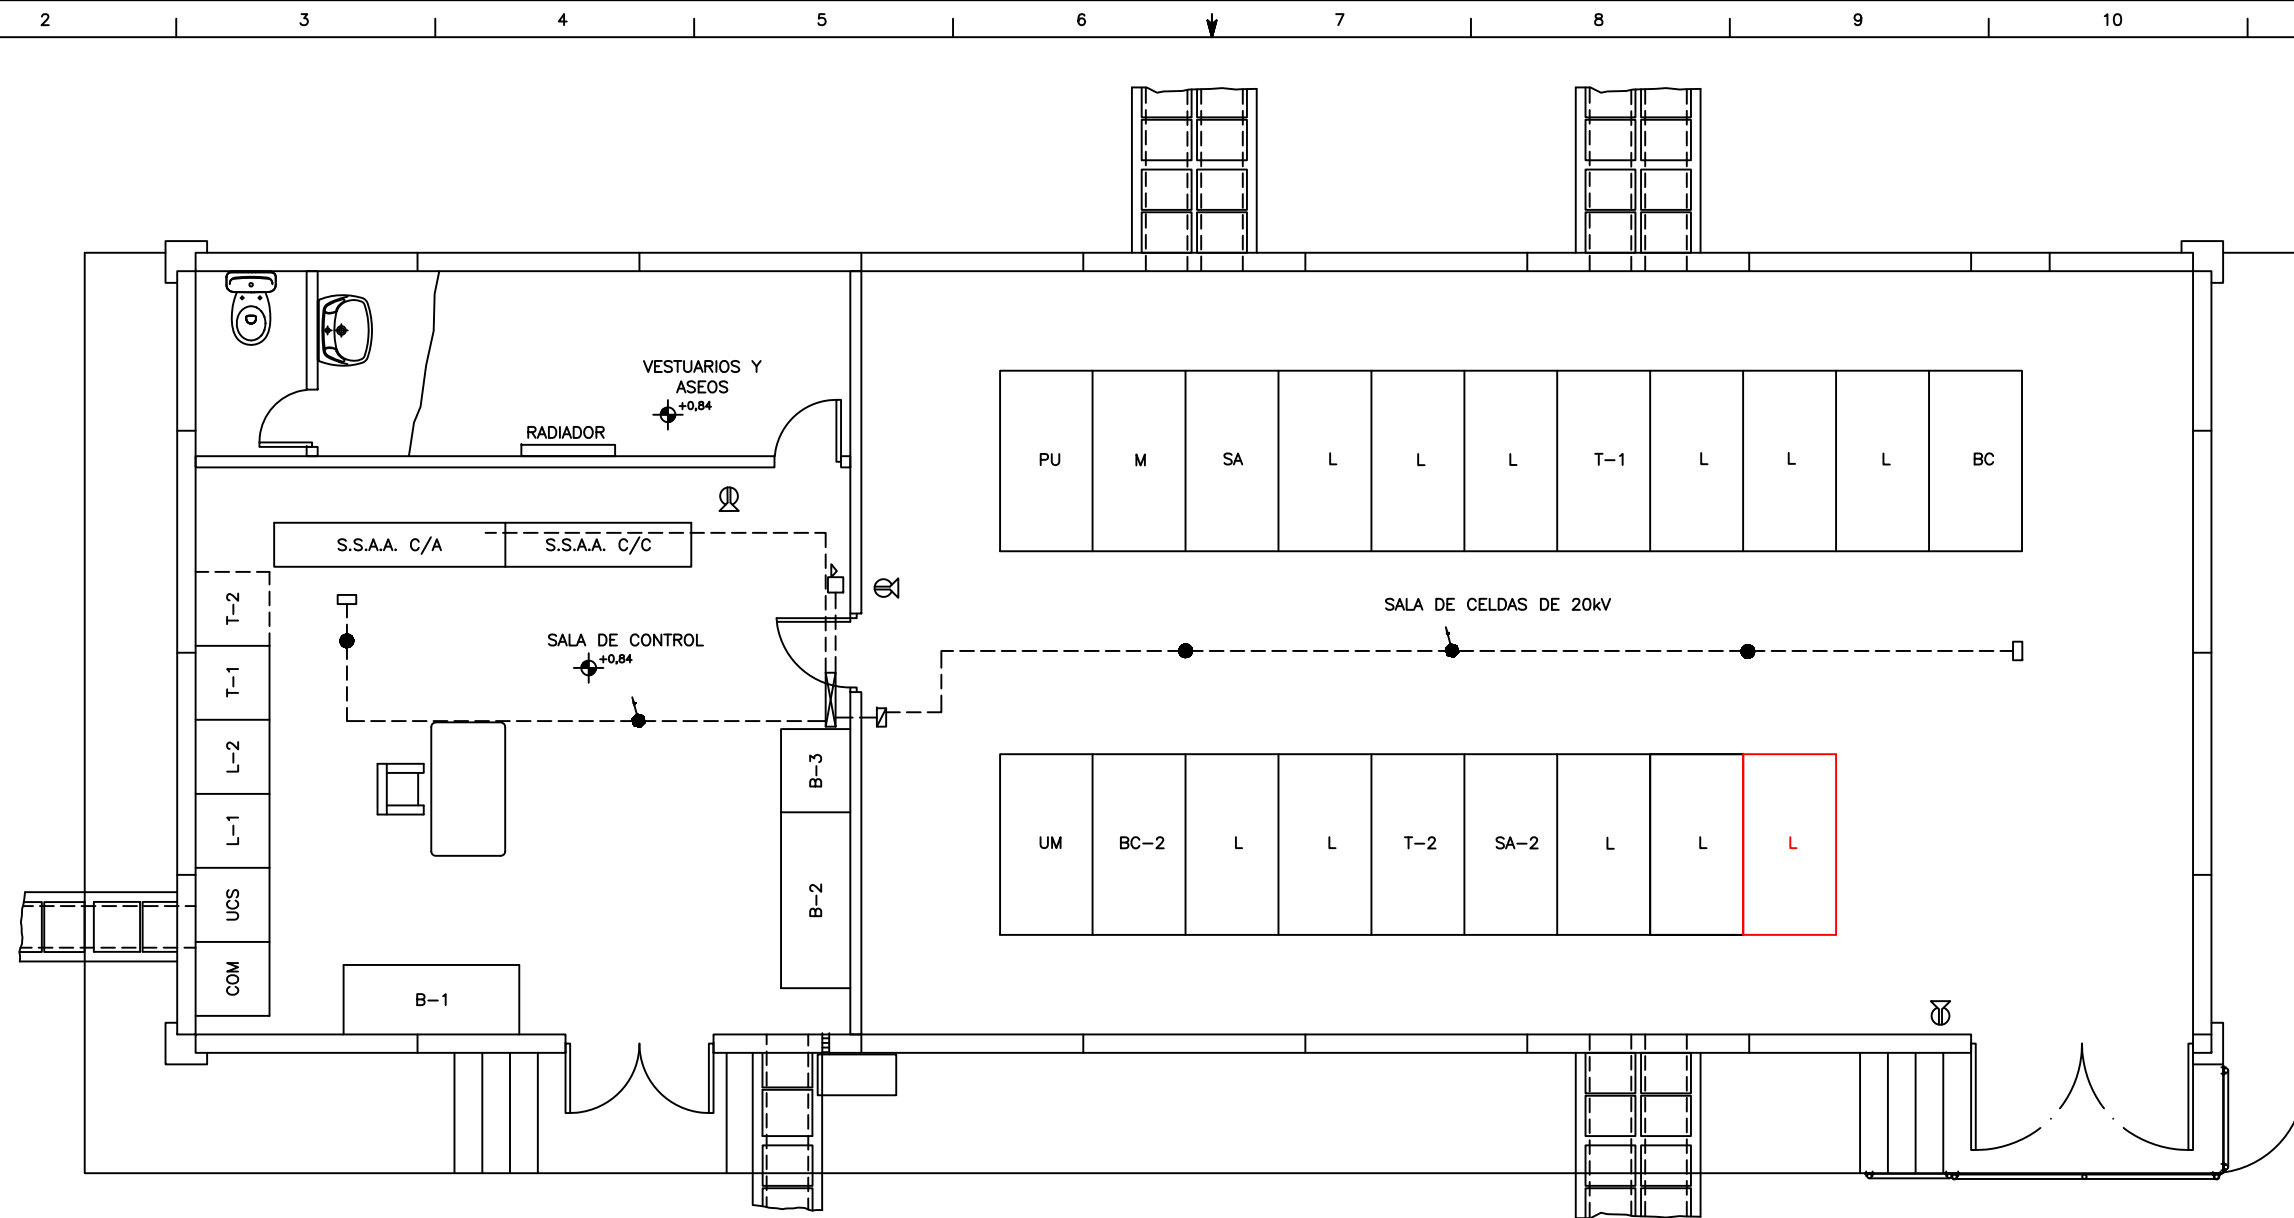 2 3 4 5 6 7 8 9 10
VESTUARIOS Y
ASEOS
+0,84
RADIADOR
PU M SA L L L T-1 L L L BC
S.S.A.A. C/A S.S.A.A. C/C
SALA DE CELDAS DE 20kV
SALA DE CONTROL
+0,84
T-2
T-1
L-2
L-1
UCS
COM
B-3
B-2
B-1
UM BC-2 L L T-2 SA-2 L L L